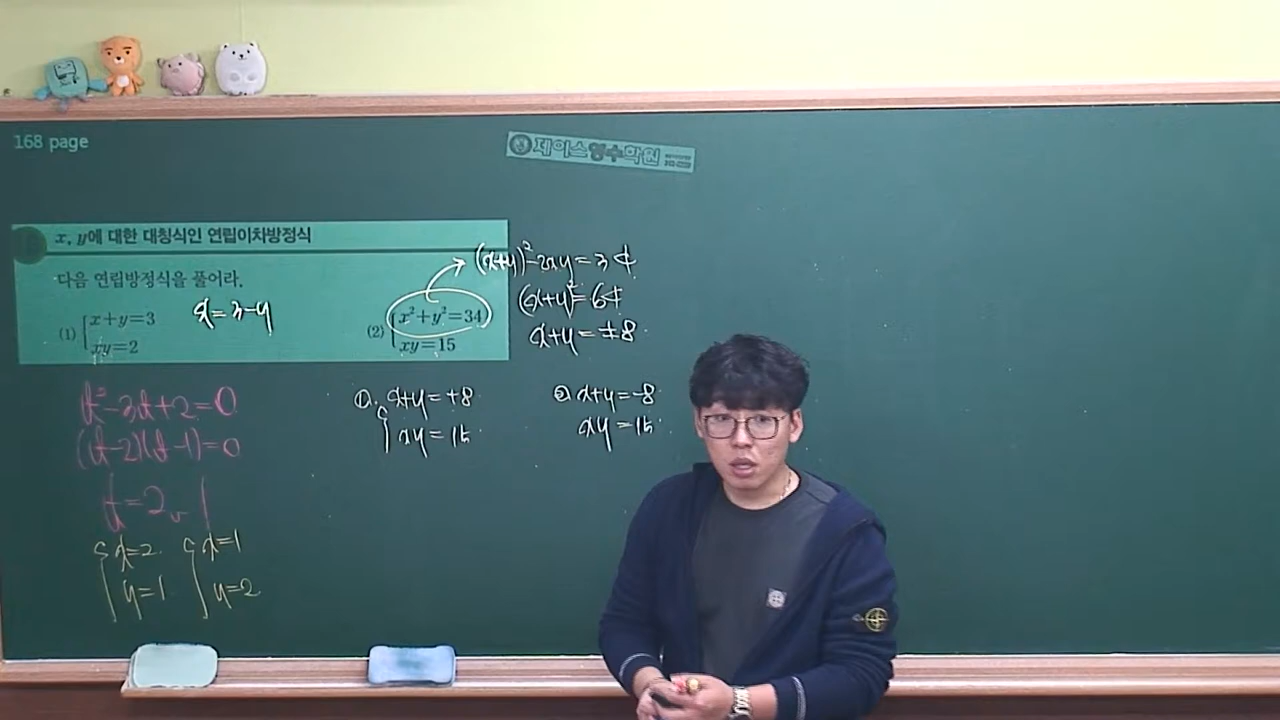 168 page
제이스영수학원
x, y에 대한 대칭식인 연립이차방정식
다음 연립방정식을 풀어라.
(1) x+y=3
xy=2
x=3-y
(2) x²+y²=34
xy=15
(x+y)²-2xy=34
(x+y)²=64
x+y=±8
t²-3t+2=0
(t-2)(t-1)=0
t=2 v 1
x=2
y=1
x=1
y=2
①. x+y=+8
xy=15
② x+y=-8
xy=15